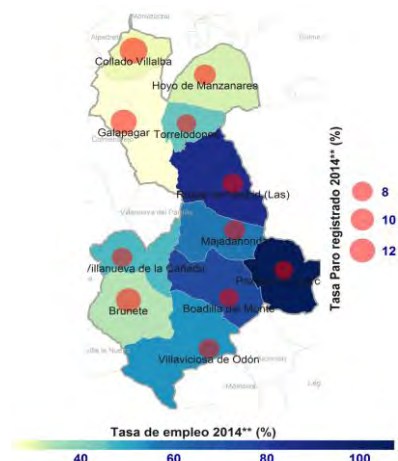 Collado Villalba
Hoyo de Manzanares
Galapagar
Torrelodones
(Las)
Majadahonda
Villanueva de la Cañada
Brunete
Boadilla del Monte
Villaviciosa de Odón
Tasa Paro registrado 2014** (%)
8
10
12
Tasa de empleo 2014** (%)
40 60 80 100